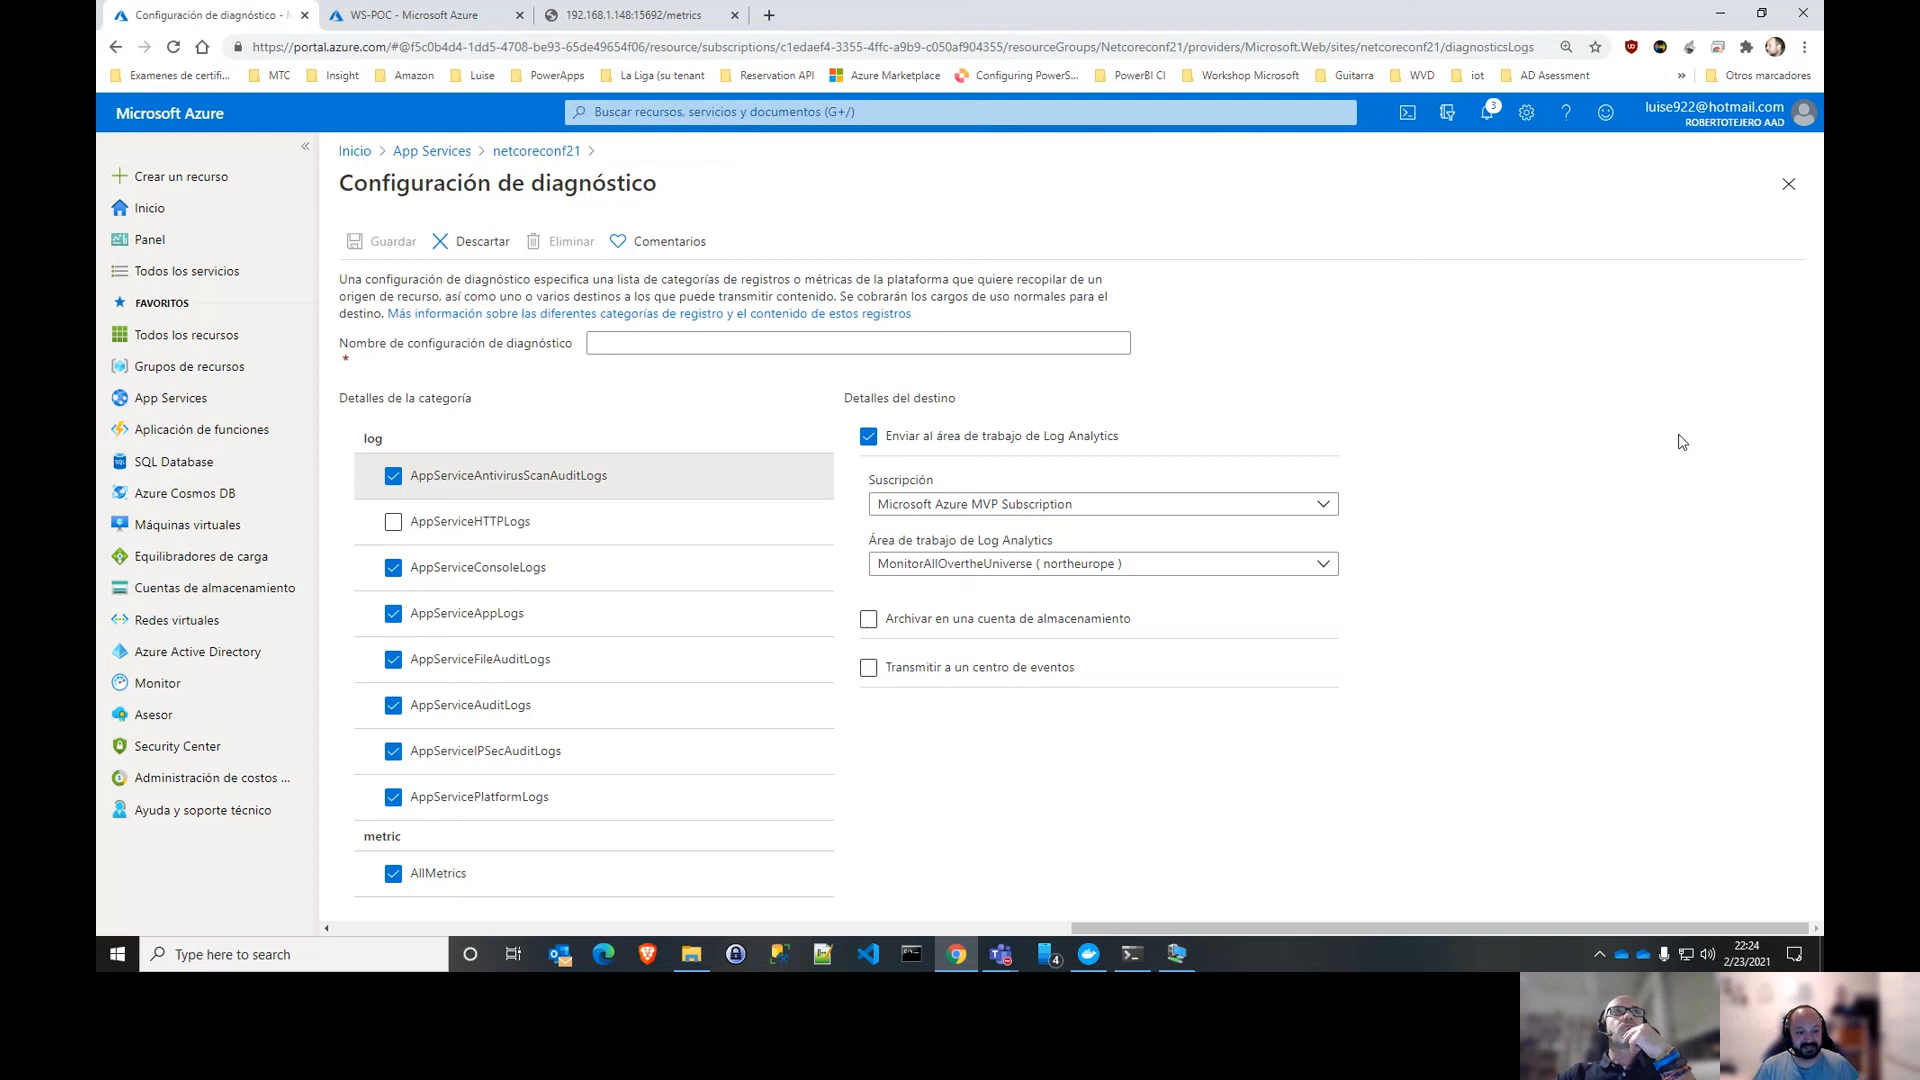 Configuración de diagnóstico - M
WS-POC - Microsoft Azure
192.168.1.148:15692/metrics
https://portal.azure.com/#@f5c0b4d4-1dd5-4708-be93-65de49654f06/resource/subscriptions/c1edaef4-3355-4ffc-a9b9-c050af904355/resourceGroups/Netcoreconf21/providers/Microsoft.Web/sites/netcoreconf21/diagnosticsLogs
Examenes de certifi...
MTC
Insight
Amazon
Luise
PowerApps
La Liga (su tenant
Reservation API
Azure Marketplace
Configuring PowerS...
PowerBI CI
Workshop Microsoft
Guitarra
WVD
iot
AD Asessment
»
Otros marcadores
Microsoft Azure
Buscar recursos, servicios y documentos (G+/)
3
luise922@hotmail.com
ROBERTOTEJERO AAD
«
Crear un recurso
Inicio
Panel
Todos los servicios
FAVORITOS
Todos los recursos
Grupos de recursos
App Services
Aplicación de funciones
SQL Database
Azure Cosmos DB
Máquinas virtuales
Equilibradores de carga
Cuentas de almacenamiento
Redes virtuales
Azure Active Directory
Monitor
Asesor
Security Center
Administración de costos ...
Ayuda y soporte técnico
Inicio > App Services > netcoreconf21 >
Configuración de diagnóstico
Guardar
Descartar
Eliminar
Comentarios
Una configuración de diagnóstico especifica una lista de categorías de registros o métricas de la plataforma que quiere recopilar de un
origen de recurso, así como uno o varios destinos a los que puede transmitir contenido. Se cobrarán los cargos de uso normales para el
destino. Más información sobre las diferentes categorías de registro y el contenido de estos registros
Nombre de configuración de diagnóstico
*
Detalles de la categoría
log
AppServiceAntivirusScanAuditLogs
AppServiceHTTPLogs
AppServiceConsoleLogs
AppServiceAppLogs
AppServiceFileAuditLogs
AppServiceAuditLogs
AppServiceIPSecAuditLogs
AppServicePlatformLogs
metric
AllMetrics
Detalles del destino
Enviar al área de trabajo de Log Analytics
Suscripción
Microsoft Azure MVP Subscription
Área de trabajo de Log Analytics
MonitorAllOvertheUniverse ( northeurope )
Archivar en una cuenta de almacenamiento
Transmitir a un centro de eventos
Type here to search
4
22:24
2/23/2021